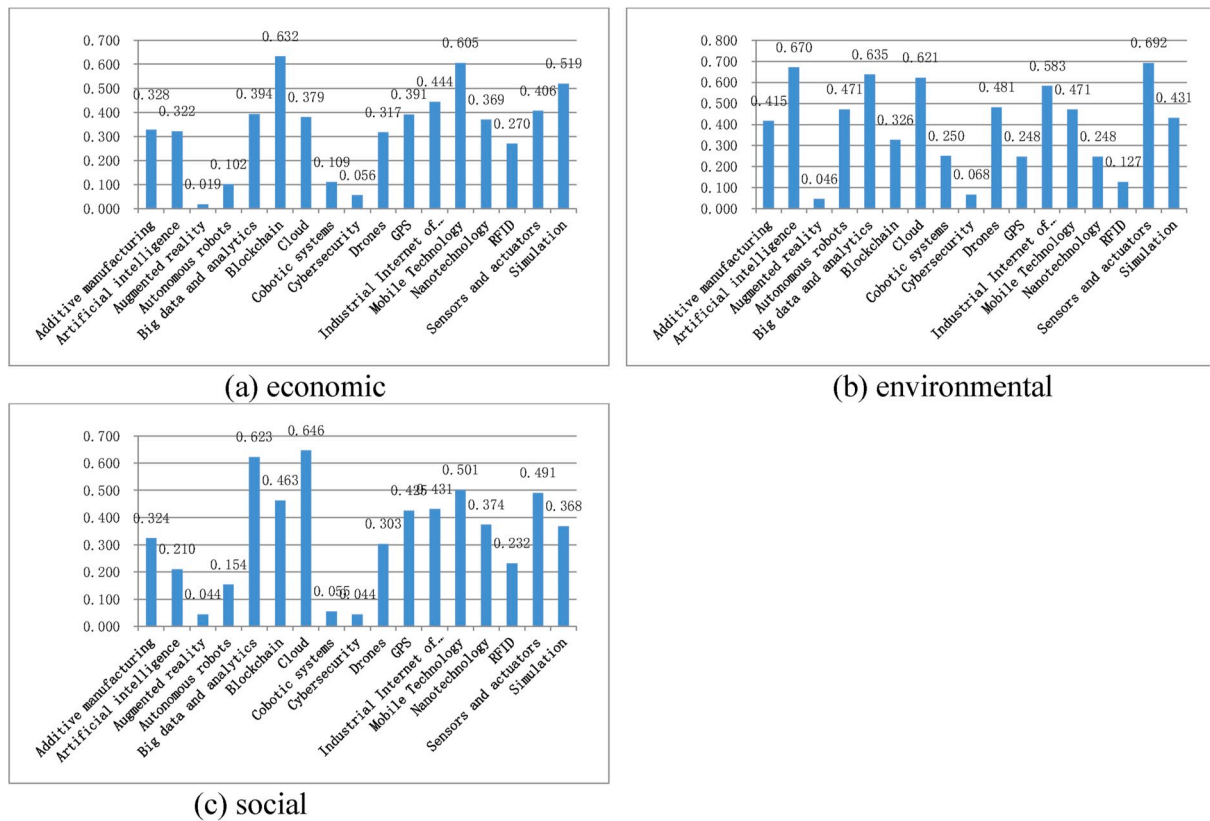 0.700
0.600
0.500
0.400
0.300
0.200
0.100
0.000
0.328
0.322
0.019
0.102
0.394
0.632
0.379
0.109
0.056
0.317
0.391
0.444
0.605
0.369
0.270
0.406
0.519
Additive manufacturing
Artificial intelligence
Augmented reality
Autonomous robots
Big data and analytics
Blockchain
Cloud
Cobotic systems
Cybersecurity
Drones
GPS
Industrial Internet of…
Mobile Technology
Nanotechnology
RFID
Sensors and actuators
Simulation
(a) economic
0.800
0.700
0.600
0.500
0.400
0.300
0.200
0.100
0.000
0.415
0.670
0.046
0.471
0.635
0.326
0.621
0.250
0.068
0.481
0.248
0.583
0.471
0.248
0.127
0.692
0.431
Additive manufacturing
Artificial intelligence
Augmented reality
Autonomous robots
Big data and analytics
Blockchain
Cloud
Cobotic systems
Cybersecurity
Drones
GPS
Industrial Internet of…
Mobile Technology
Nanotechnology
RFID
Sensors and actuators
Simulation
(b) environmental
0.700
0.600
0.500
0.400
0.300
0.200
0.100
0.000
0.324
0.210
0.044
0.154
0.623
0.463
0.646
0.055
0.044
0.303
0.425
0.431
0.501
0.374
0.232
0.491
0.368
Additive manufacturing
Artificial intelligence
Augmented reality
Autonomous robots
Big data and analytics
Blockchain
Cloud
Cobotic systems
Cybersecurity
Drones
GPS
Industrial Internet of…
Mobile Technology
Nanotechnology
RFID
Sensors and actuators
Simulation
(c) social